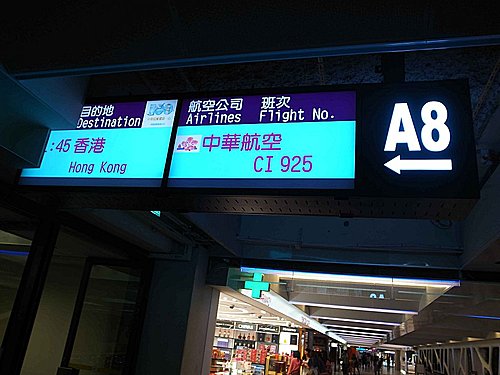 目的地
Destination
:45 香港
Hong Kong
航空公司 班次
Airlines Flight No.
中華航空
CI 925
A8